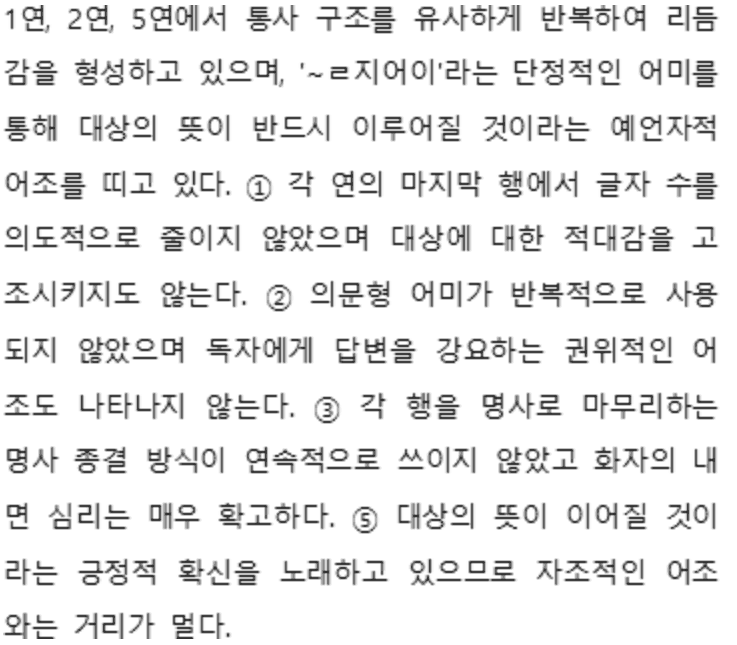 1연, 2연, 5연에서 통사 구조를 유사하게 반복하여 리듬
감을 형성하고 있으며, '~ㄹ지어이'라는 단정적인 어미를
통해 대상의 뜻이 반드시 이루어질 것이라는 예언자적
어조를 띠고 있다. ① 각 연의 마지막 행에서 글자 수를
의도적으로 줄이지 않았으며 대상에 대한 적대감을 고
조시키지도 않는다. ② 의문형 어미가 반복적으로 사용
되지 않았으며 독자에게 답변을 강요하는 권위적인 어
조도 나타나지 않는다. ③ 각 행을 명사로 마무리하는
명사 종결 방식이 연속적으로 쓰이지 않았고 화자의 내
면 심리는 매우 확고하다. ⑤ 대상의 뜻이 이어질 것이
라는 긍정적 확신을 노래하고 있으므로 자조적인 어조
와는 거리가 멀다.